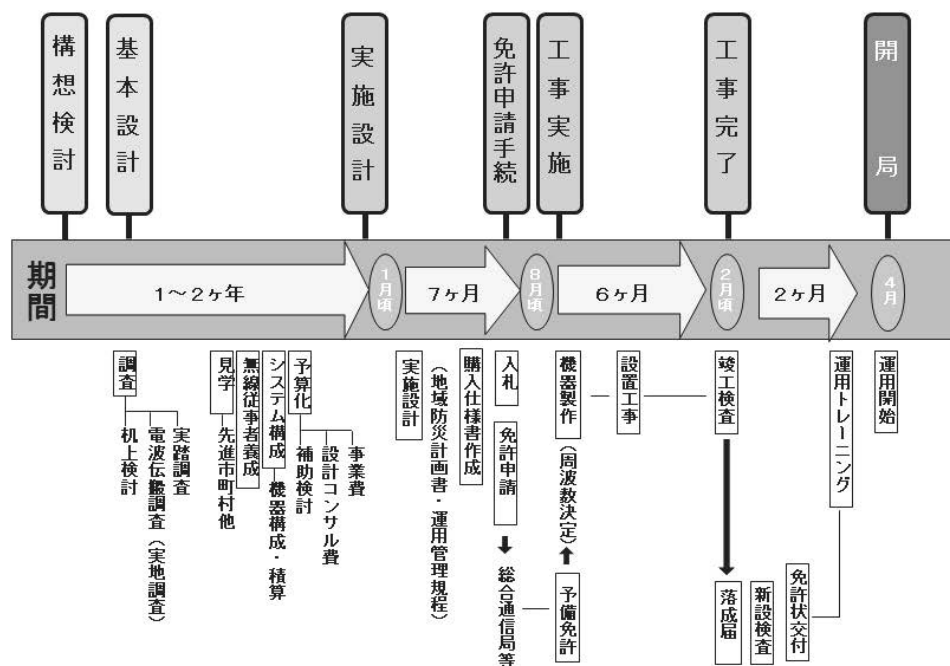 構想検討
基本設計
実施設計
免許申請手続
工事実施
工事完了
開局
期間
1～2ヶ年
1月頃
7ヶ月
8月頃
6ヶ月
2月頃
2ヶ月
4月
調査
机上検討
電波伝搬調査（実地調査）
実踏調査
見学
先進市町村他
無線従事者養成
システム構成
機器構成・積算
予算化
補助検討
設計コンサル費
事業費
実施設計
（地域防災計画書・運用管理規程）
購入仕様書作成
入札
免許申請
総合通信局等
予備免許
機器製作
（周波数決定）
設置工事
竣工検査
落成届
新設検査
免許状交付
運用トレーニング
運用開始